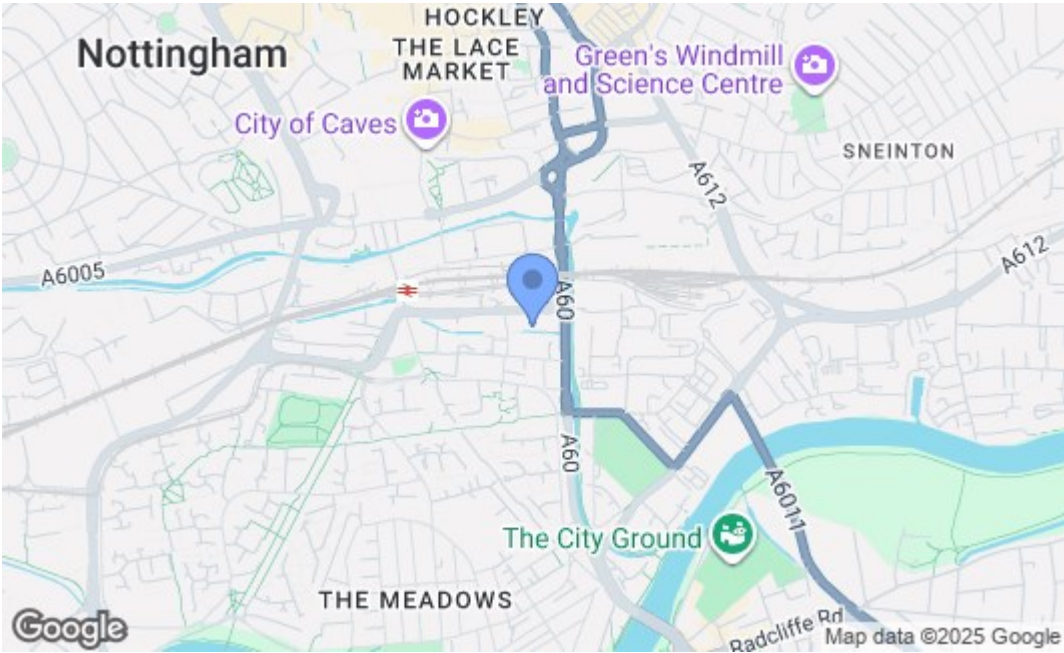 HOCKLEY
Nottingham
THE LACE
MARKET
Green's Windmill
and Science Centre
City of Caves
SNEINTON
A612
A612
A6005
A60
A60
A6011
The City Ground
THE MEADOWS
Radcliffe Rd
Google
Map data ©2025 Google